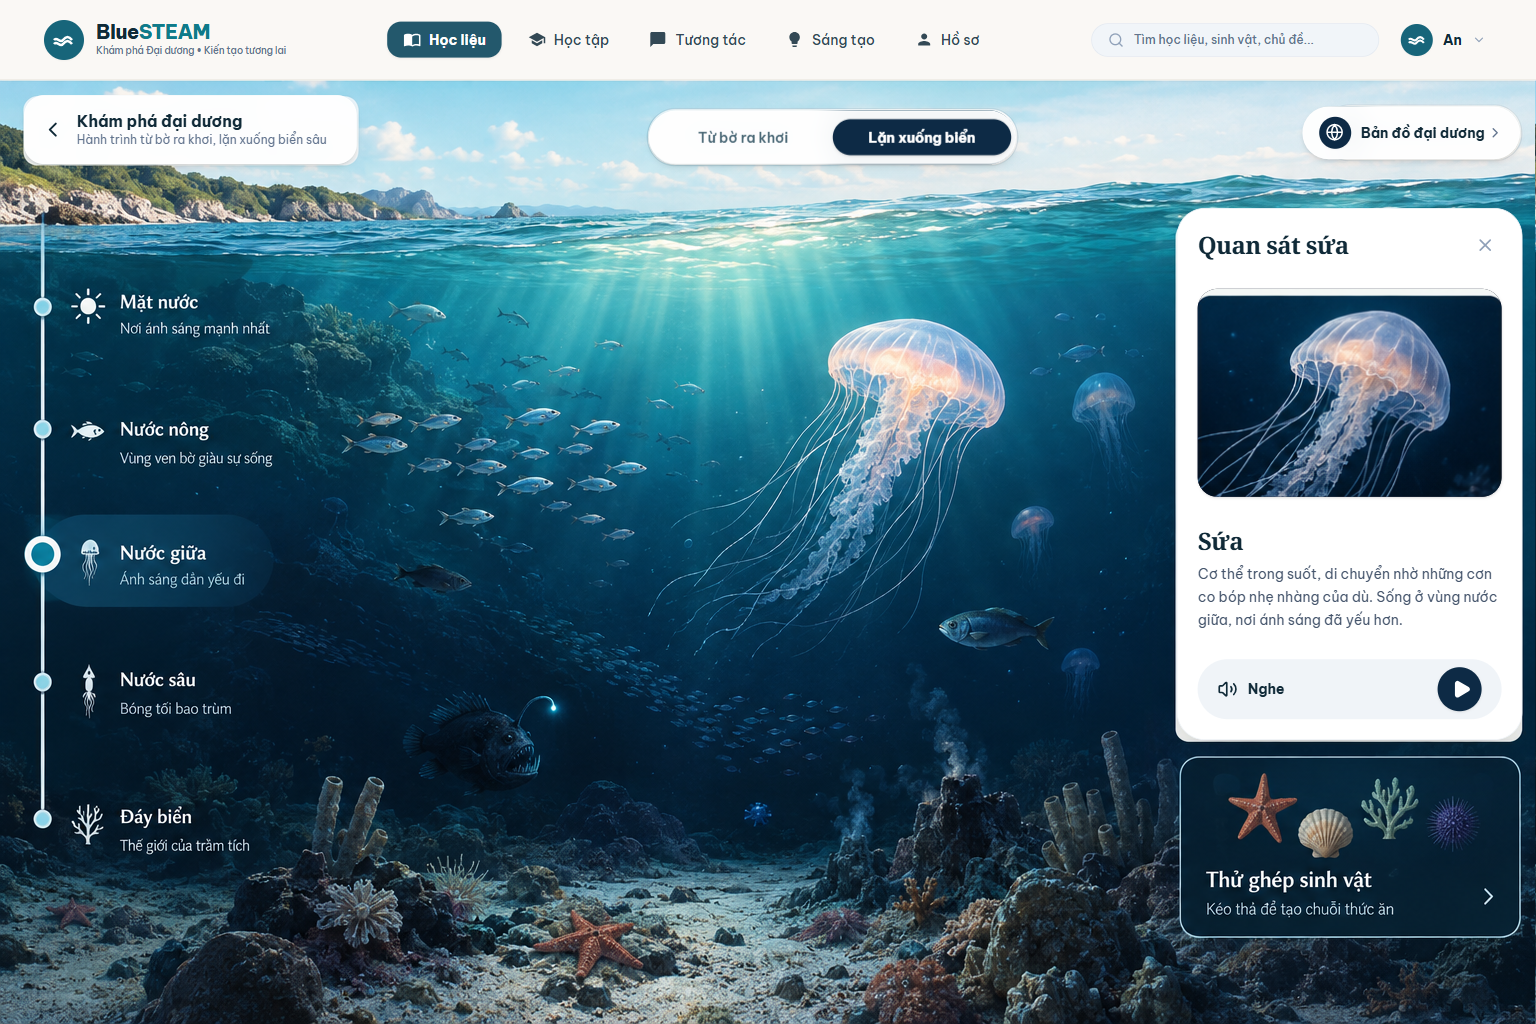 BlueSTEAM
Khám phá Đại dương • Kiến tạo tương lai
Học liệu
Học tập
Tương tác
Sáng tạo
Hồ sơ
Tìm học liệu, sinh vật, chủ đề...
An
Khám phá đại dương
Hành trình từ bờ ra khơi, lặn xuống biển sâu
Từ bờ ra khơi
Lặn xuống biển
Bản đồ đại dương
Mặt nước
Nơi ánh sáng mạnh nhất
Nước nông
Vùng ven bờ giàu sự sống
Nước giữa
Ánh sáng dần yếu đi
Nước sâu
Bóng tối bao trùm
Đáy biển
Thế giới của trầm tích
Quan sát sứa
Sứa
Cơ thể trong suốt, di chuyển nhờ những cơn
co bóp nhẹ nhàng của dù. Sống ở vùng nước
giữa, nơi ánh sáng đã yếu hơn.
Nghe
Thử ghép sinh vật
Kéo thả để tạo chuỗi thức ăn